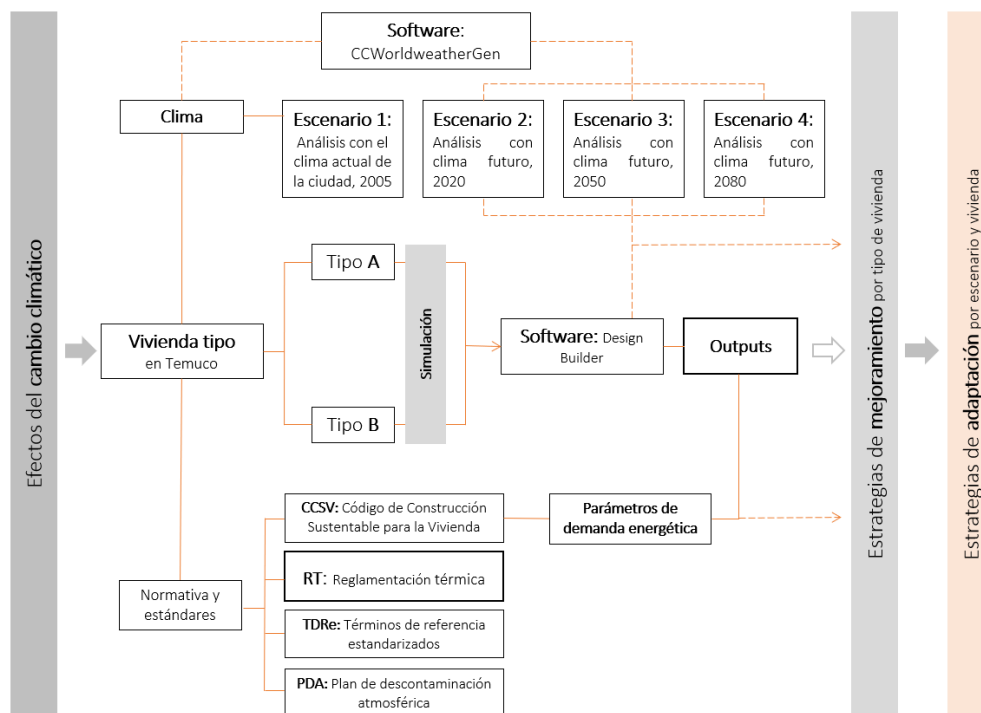 Efectos del cambio climático
Software:
CCWorldweatherGen
Clima
Escenario 1:
Análisis con el
clima actual de
la ciudad, 2005
Escenario 2:
Análisis con
clima futuro,
2020
Escenario 3:
Análisis con
clima futuro,
2050
Escenario 4:
Análisis con
clima futuro,
2080
Vivienda tipo
en Temuco
Tipo A
Tipo B
Simulación
Software: Design
Builder
Outputs
Normativa y
estándares
CCSV: Código de Construcción
Sustentable para la Vivienda
RT: Reglamentación térmica
TDRe: Términos de referencia
estandarizados
PDA: Plan de descontaminación
atmosférica
Parámetros de
demanda energética
Estrategias de mejoramiento por tipo de vivienda
Estrategias de adaptación por escenario y vivienda